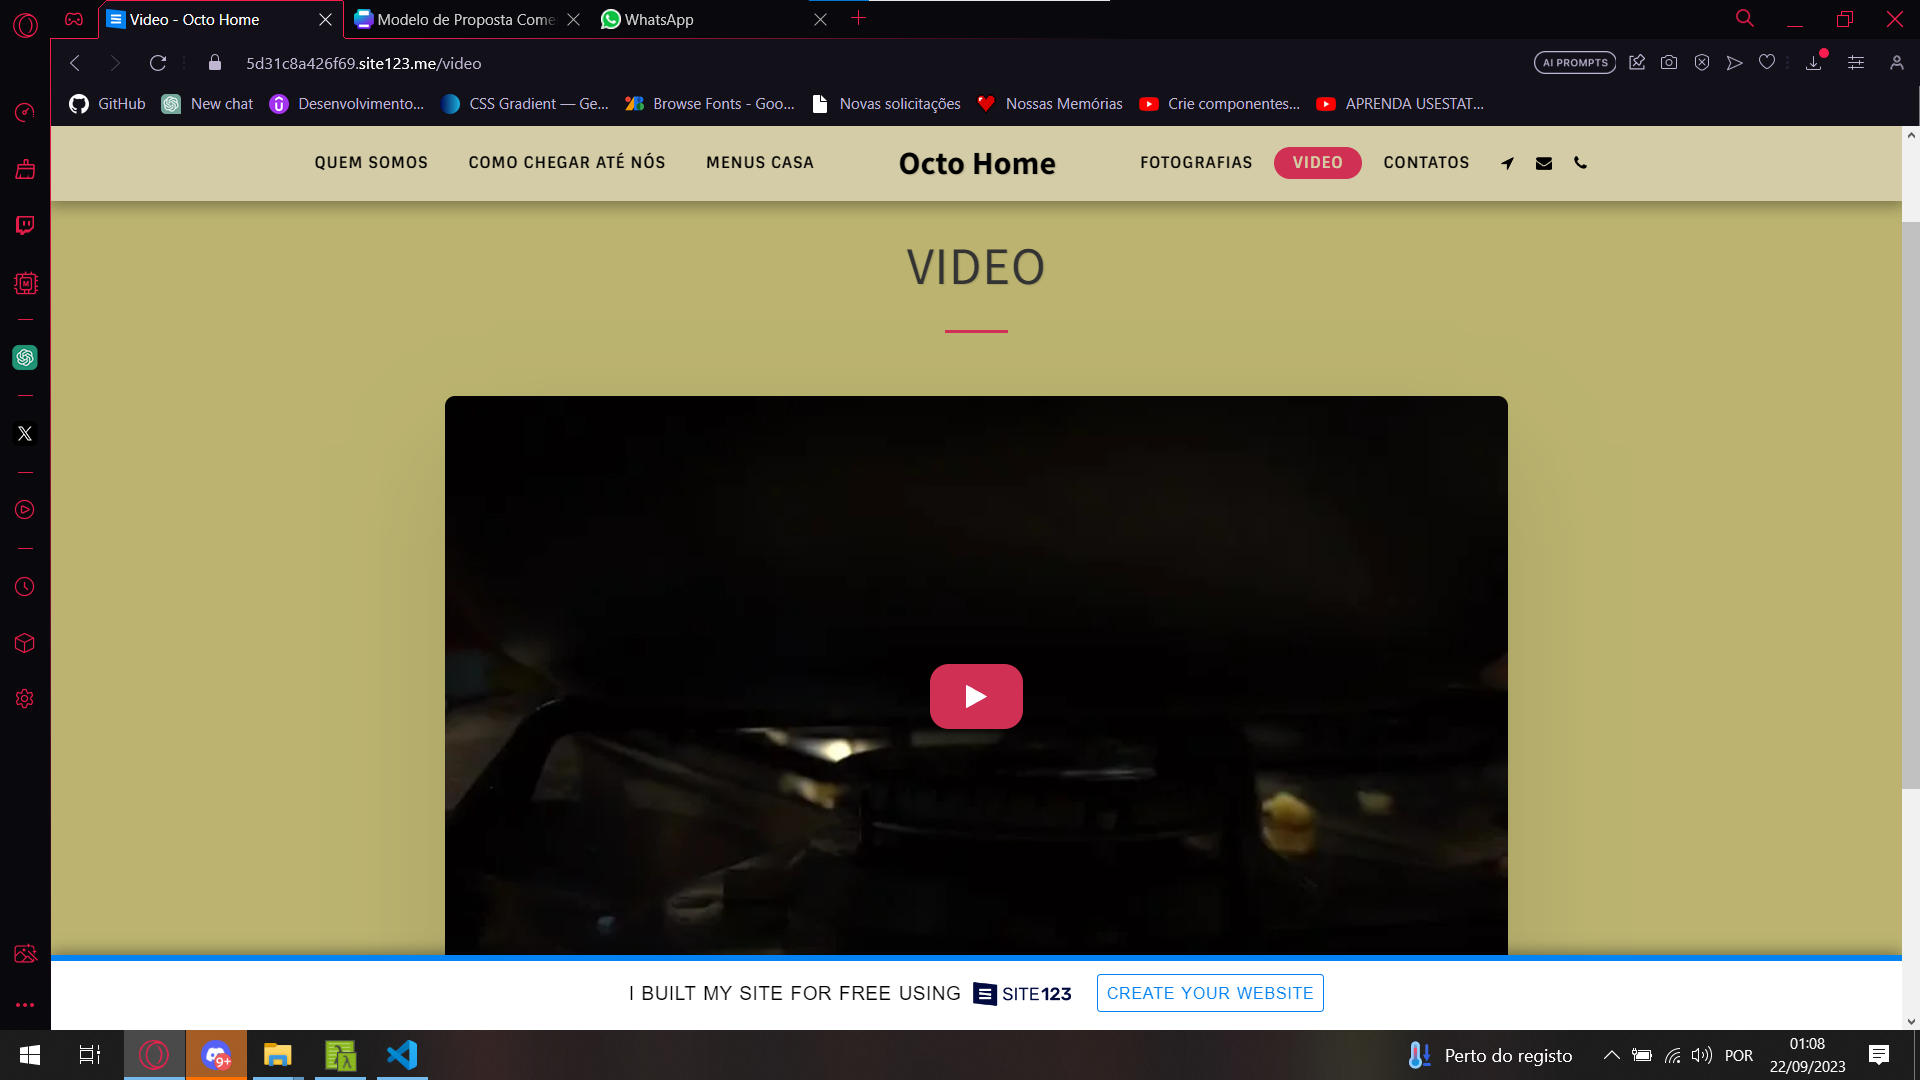 Video - Octo Home
Modelo de Proposta Come
WhatsApp
5d31c8a426f69.site123.me/video
AI PROMPTS
GitHub
New chat
Desenvolvimento...
CSS Gradient — Ge...
Browse Fonts - Goo...
Novas solicitações
Nossas Memórias
Crie componentes...
APRENDA USESTAT...
QUEM SOMOS
COMO CHEGAR ATÉ NÓS
MENUS CASA
Octo Home
FOTOGRAFIAS
VIDEO
CONTATOS
VIDEO
I BUILT MY SITE FOR FREE USING
SITE123
CREATE YOUR WEBSITE
9+
Perto do registo
POR
01:08
22/09/2023